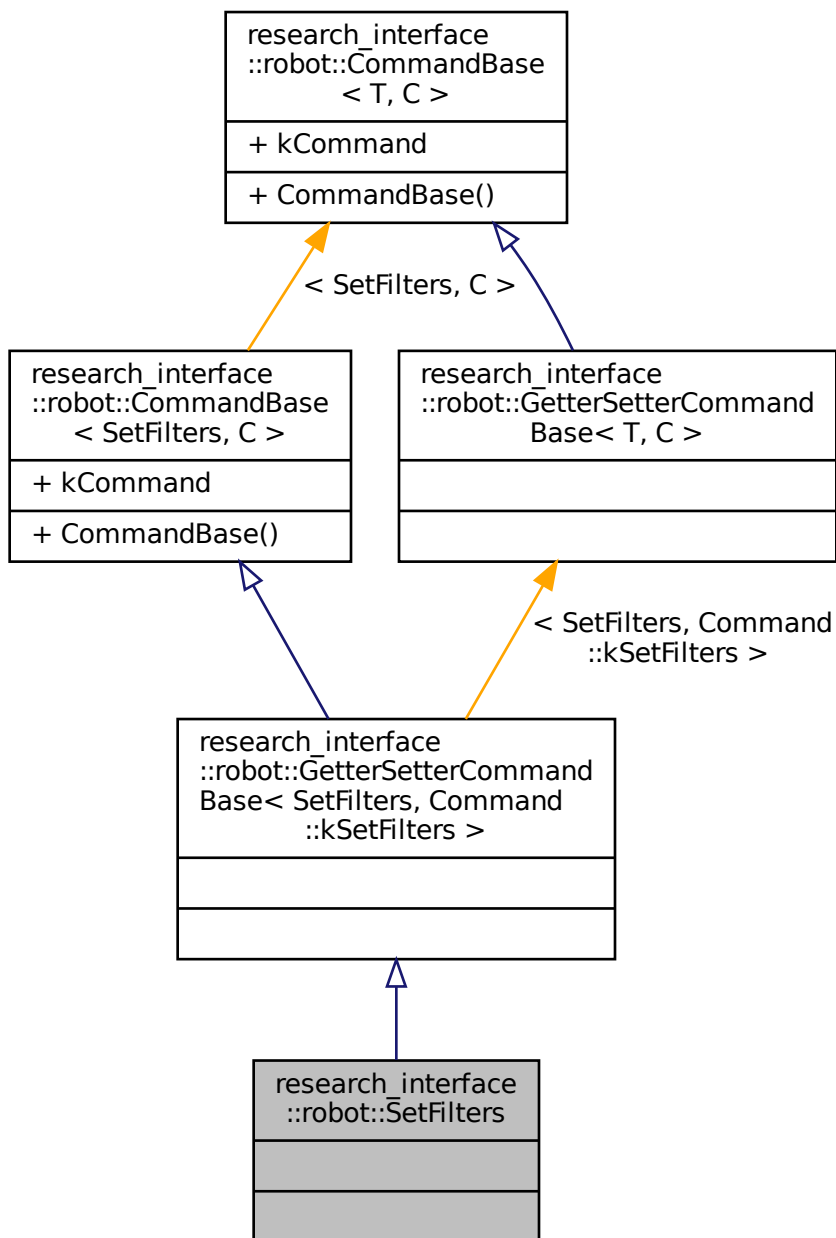 research_interface
::robot::CommandBase
< T, C >
+ kCommand
+ CommandBase()
< SetFilters, C >
research_interface
::robot::CommandBase
< SetFilters, C >
+ kCommand
+ CommandBase()
research_interface
::robot::GetterSetterCommand
Base< T, C >
< SetFilters, Command
::kSetFilters >
research_interface
::robot::GetterSetterCommand
Base< SetFilters, Command
::kSetFilters >
research_interface
::robot::SetFilters